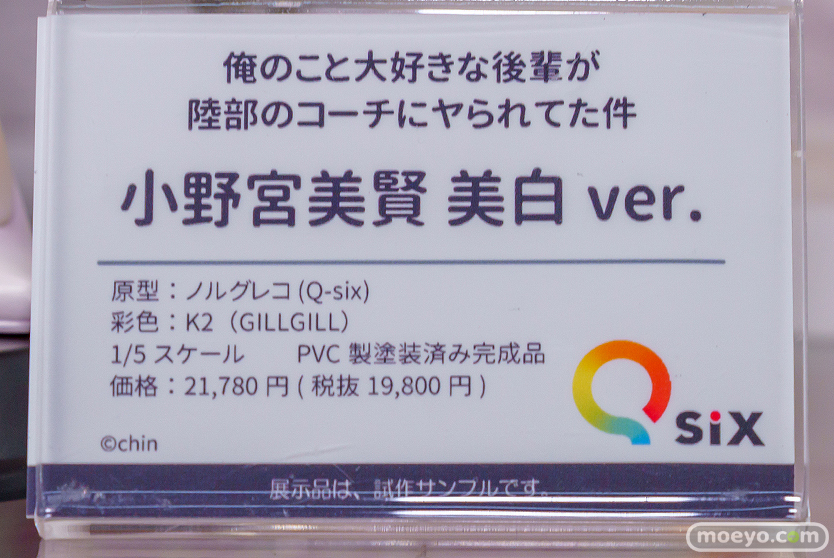 俺のこと大好きな後輩が
陸部のコーチにヤられてた件
小野宮美賢 美白 ver.
原型：ノルグレコ (Q-six)
彩色：K2（GILLGILL）
1/5 スケール　　PVC 製塗装済み完成品
価格：21,780 円 ( 税抜 19,800 円 )
©chin
siX
展示品は、試作サンプルです。
moeyo.com